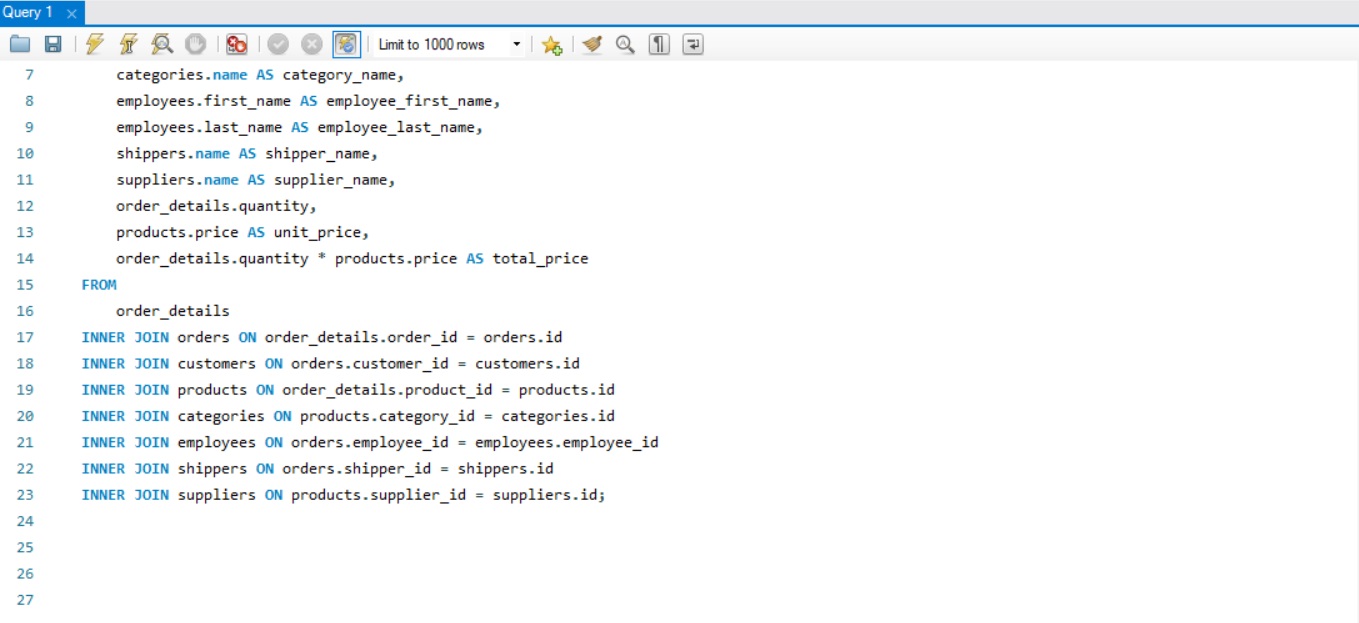 Query 1
Limit to 1000 rows
7 categories.name AS category_name,
8 employees.first_name AS employee_first_name,
9 employees.last_name AS employee_last_name,
10 shippers.name AS shipper_name,
11 suppliers.name AS supplier_name,
12 order_details.quantity,
13 products.price AS unit_price,
14 order_details.quantity * products.price AS total_price
15 FROM
16 order_details
17 INNER JOIN orders ON order_details.order_id = orders.id
18 INNER JOIN customers ON orders.customer_id = customers.id
19 INNER JOIN products ON order_details.product_id = products.id
20 INNER JOIN categories ON products.category_id = categories.id
21 INNER JOIN employees ON orders.employee_id = employees.employee_id
22 INNER JOIN shippers ON orders.shipper_id = shippers.id
23 INNER JOIN suppliers ON products.supplier_id = suppliers.id;
24
25
26
27